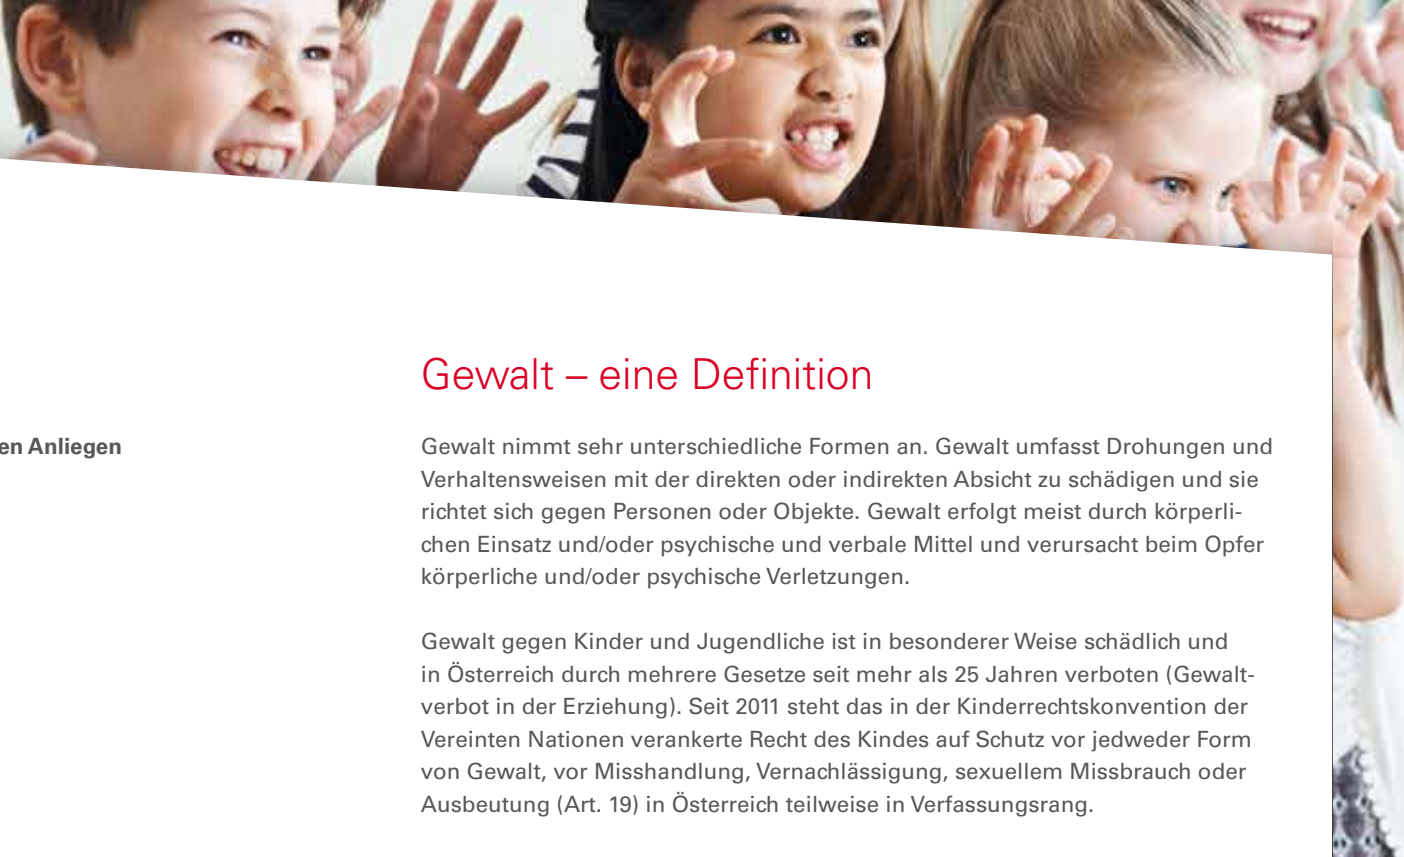 Gewalt – eine Definition
en Anliegen
Gewalt nimmt sehr unterschiedliche Formen an. Gewalt umfasst Drohungen und
Verhaltensweisen mit der direkten oder indirekten Absicht zu schädigen und sie
richtet sich gegen Personen oder Objekte. Gewalt erfolgt meist durch körperli-
chen Einsatz und/oder psychische und verbale Mittel und verursacht beim Opfer
körperliche und/oder psychische Verletzungen.
Gewalt gegen Kinder und Jugendliche ist in besonderer Weise schädlich und
in Österreich durch mehrere Gesetze seit mehr als 25 Jahren verboten (Gewalt-
verbot in der Erziehung). Seit 2011 steht das in der Kinderrechtskonvention der
Vereinten Nationen verankerte Recht des Kindes auf Schutz vor jedweder Form
von Gewalt, vor Misshandlung, Vernachlässigung, sexuellem Missbrauch oder
Ausbeutung (Art. 19) in Österreich teilweise in Verfassungsrang.